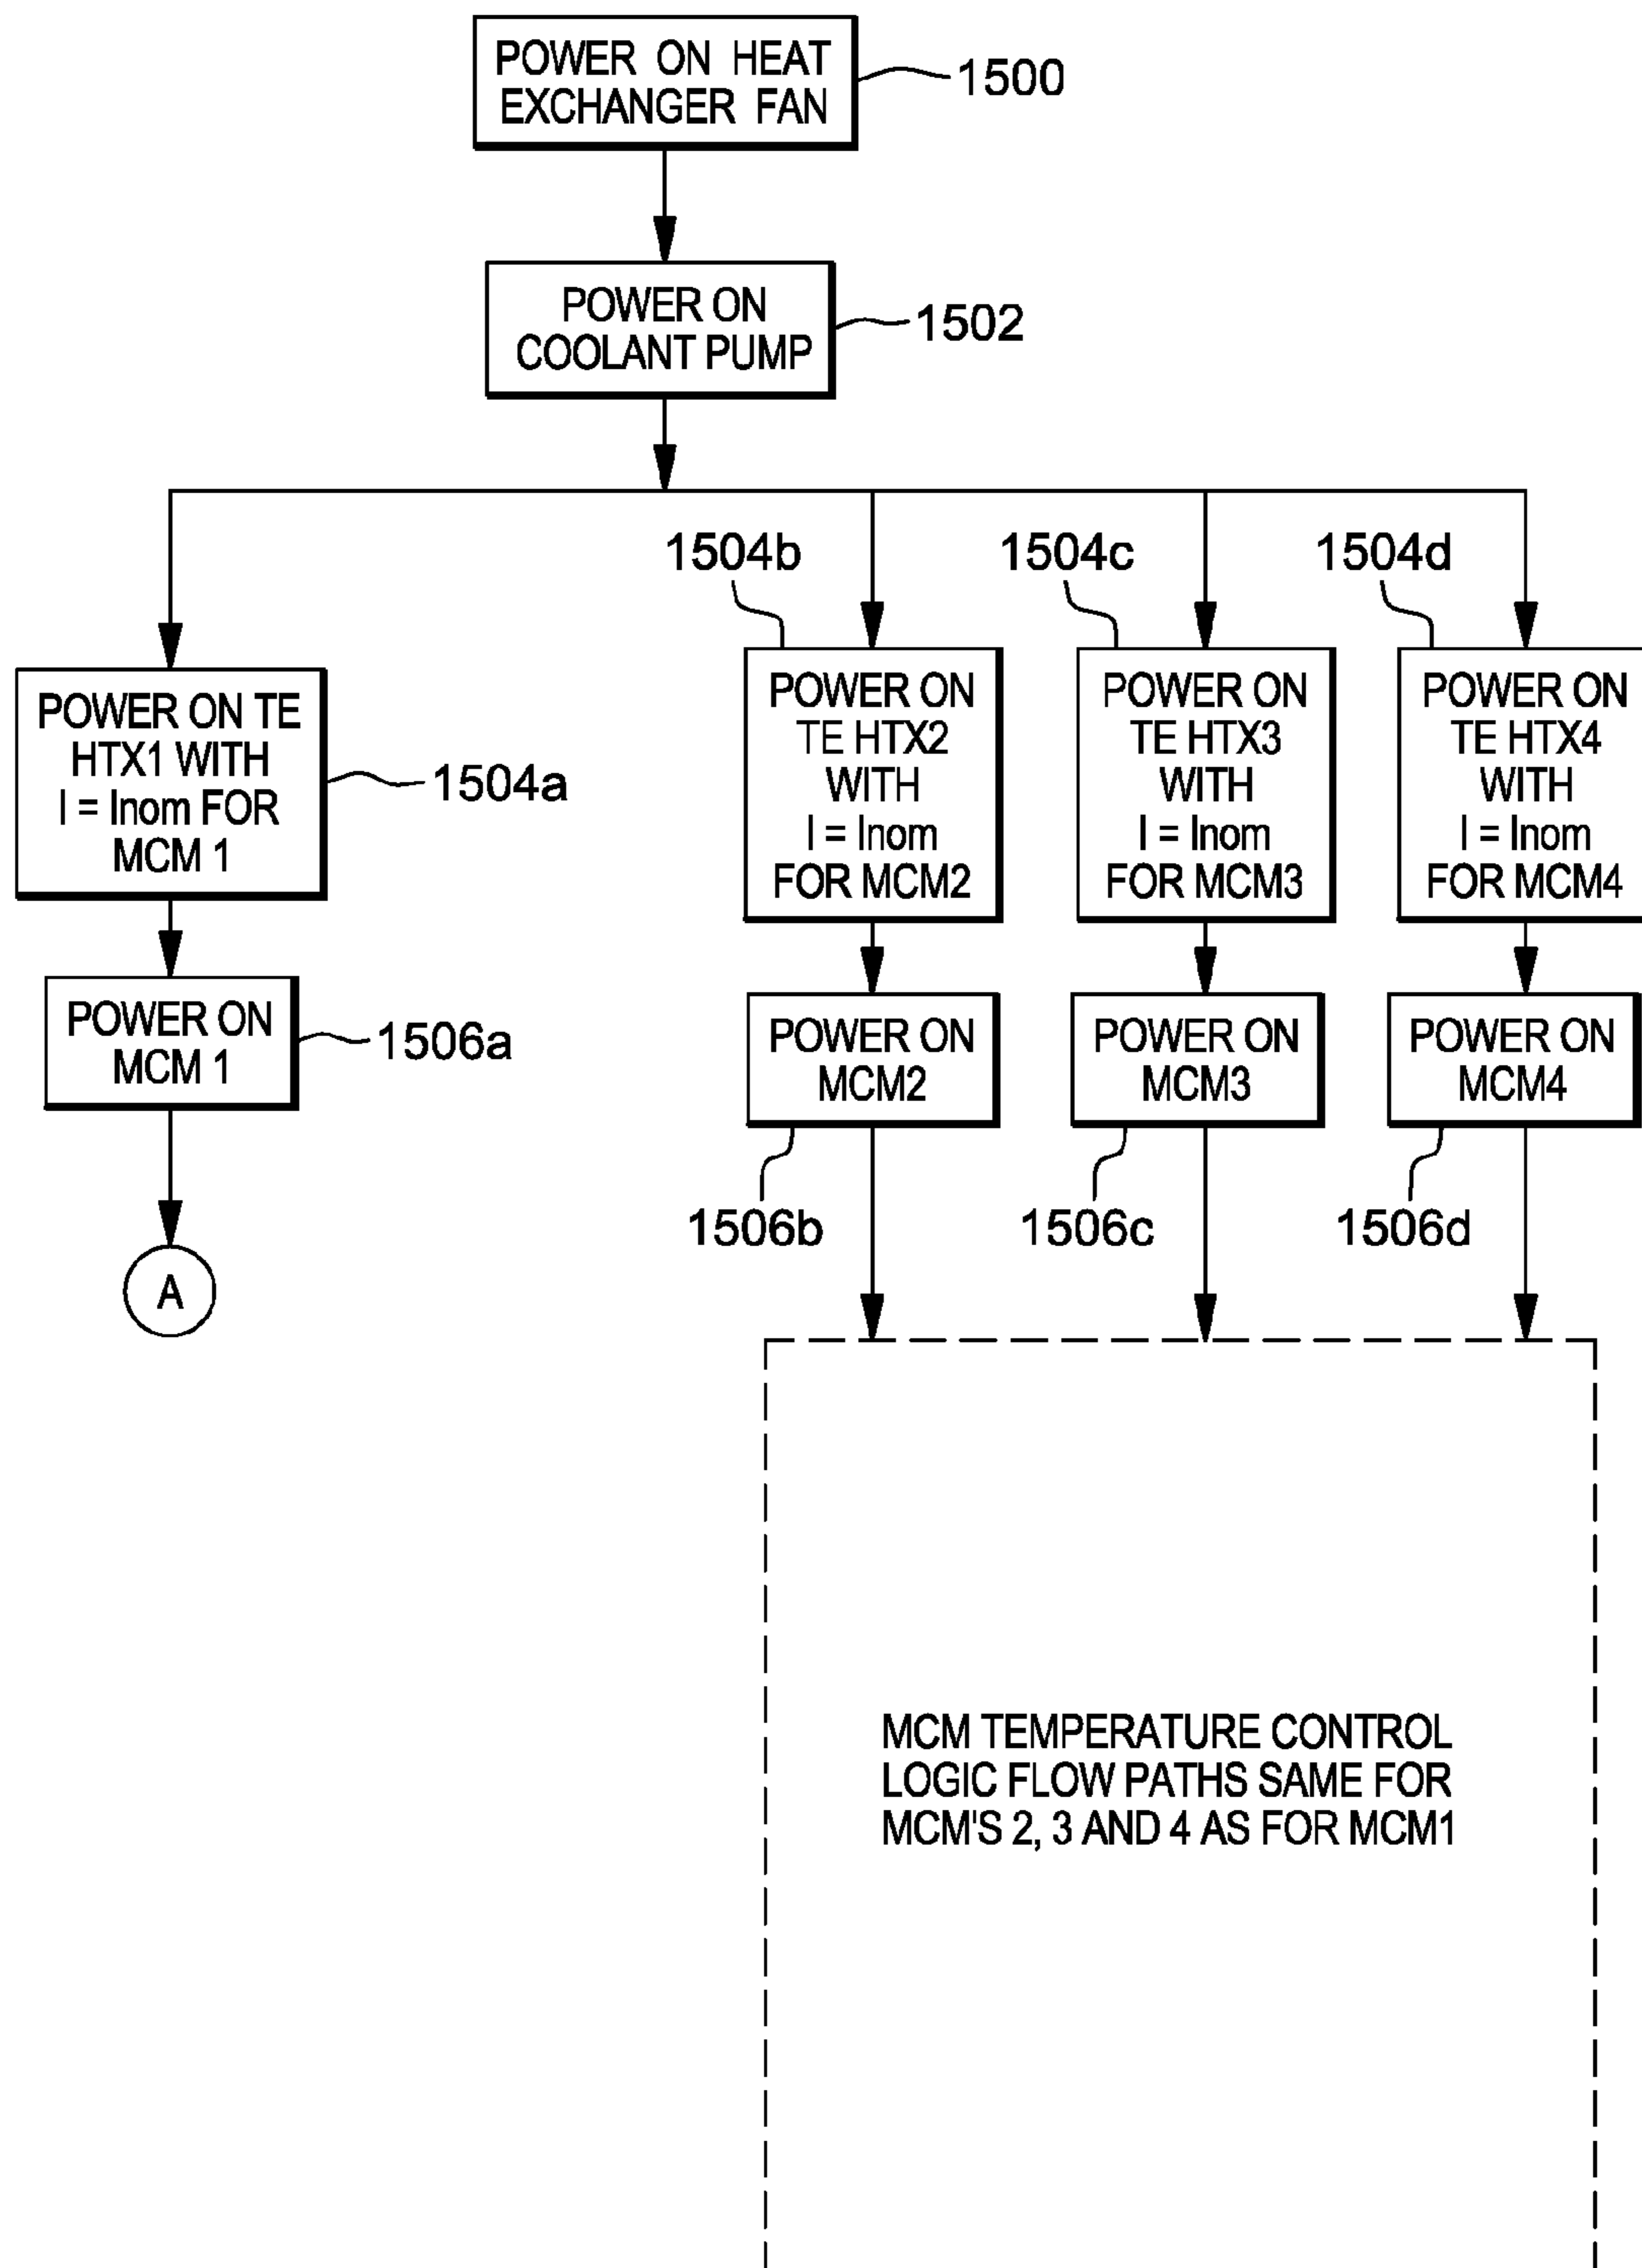 POWER ON HEAT
EXCHANGER FAN
1500
POWER ON
COOLANT PUMP
1502
1504b
1504c
1504d
POWER ON TE
HTX1 WITH
I = Inom FOR
MCM 1
1504a
POWER ON
TE HTX2
WITH
I = Inom
FOR MCM2
POWER ON
TE HTX3
WITH
I = Inom
FOR MCM3
POWER ON
TE HTX4
WITH
I = Inom
FOR MCM4
POWER ON
MCM 1
1506a
POWER ON
MCM2
POWER ON
MCM3
POWER ON
MCM4
1506b
1506c
1506d
A
MCM TEMPERATURE CONTROL
LOGIC FLOW PATHS SAME FOR
MCM'S 2, 3 AND 4 AS FOR MCM1